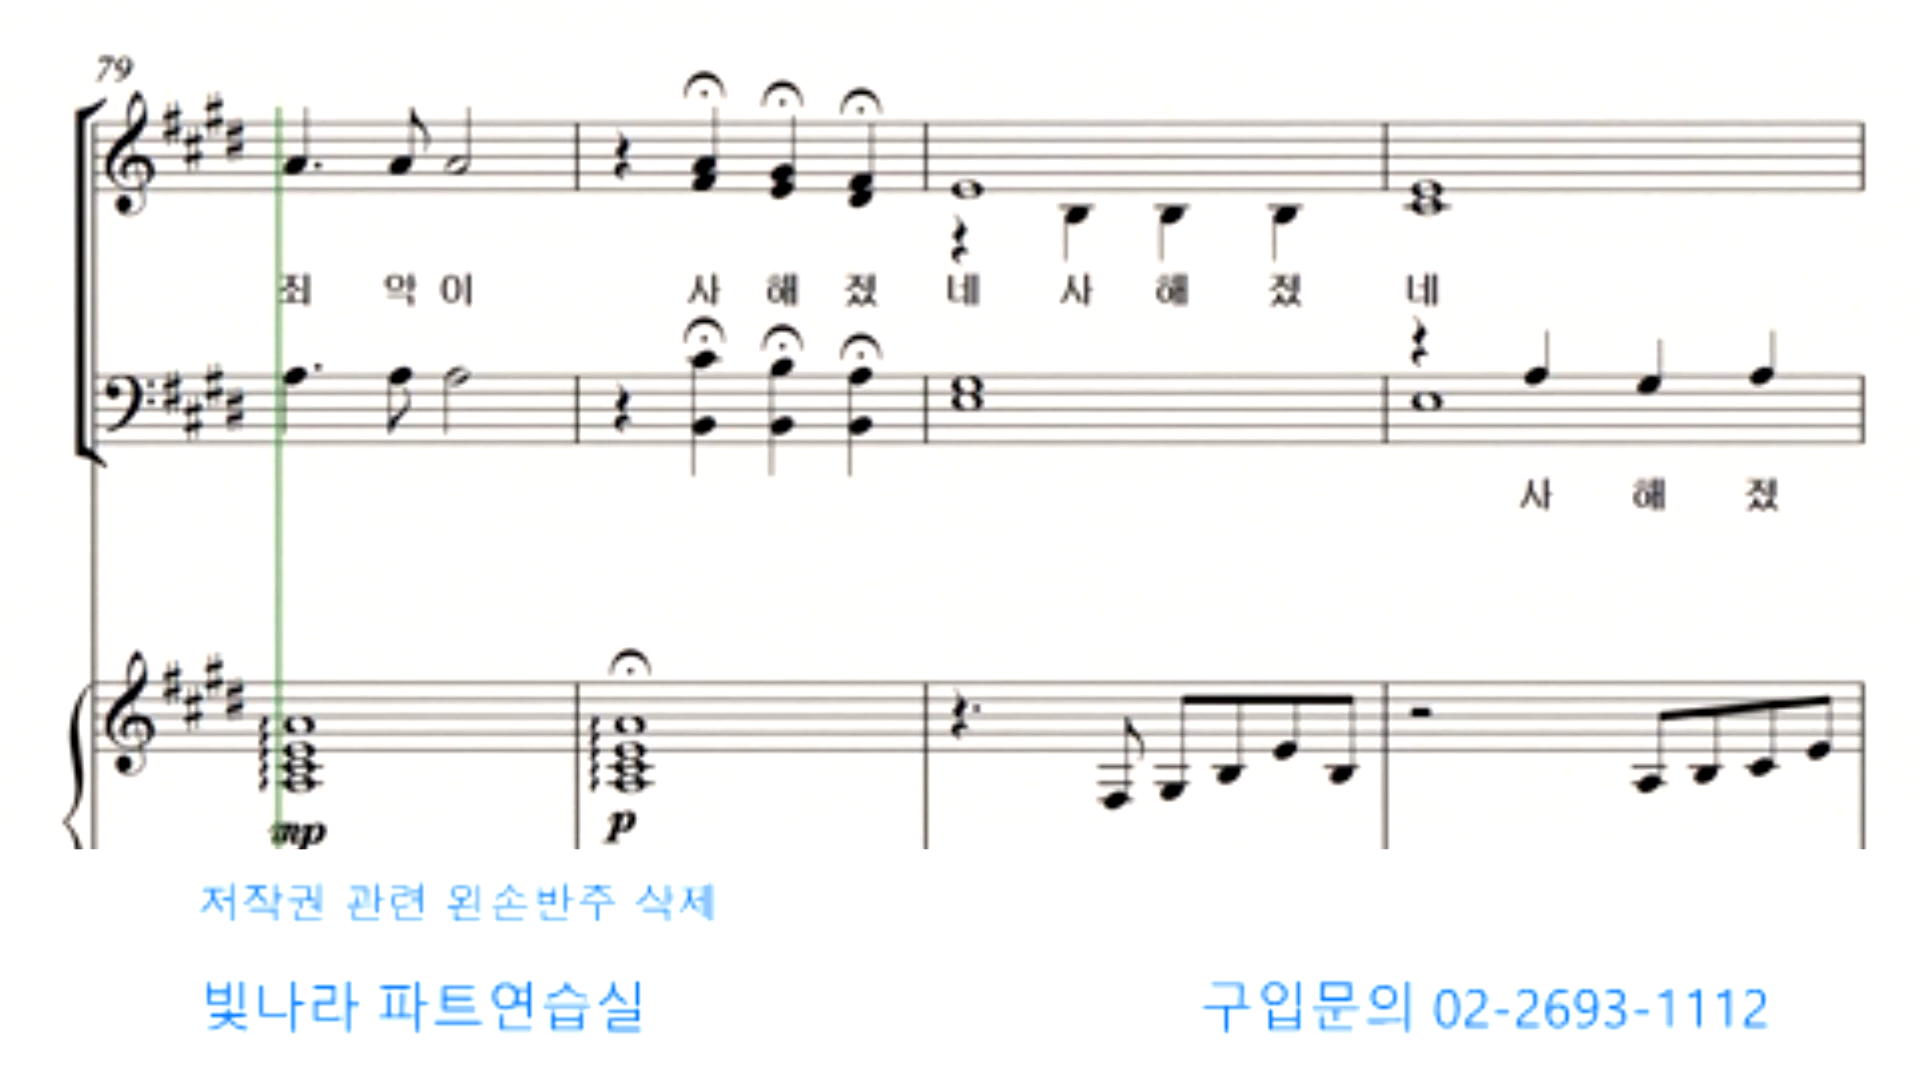 79
죄 악 이 사 해 졌 네 사 해 졌 네
사 해 졌
mp p
저작권 관련 왼손반주 삭제
빛나라 파트연습실 구입문의 02-2693-1112